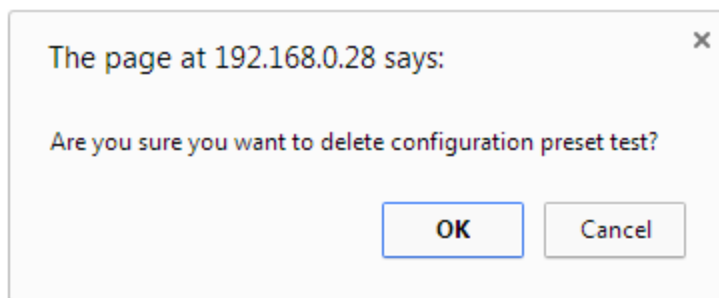 The page at 192.168.0.28 says:
Are you sure you want to delete configuration preset test?
OK
Cancel